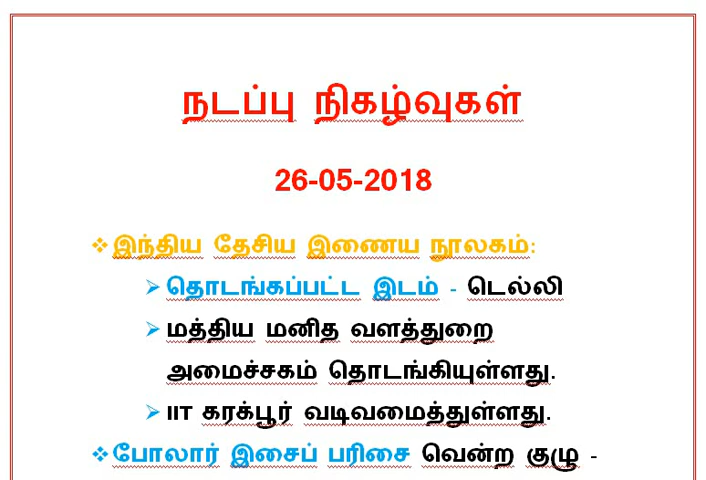 நடப்பு நிகழ்வுகள்
26-05-2018
❖ இந்திய தேசிய இணைய நூலகம்:
➢ தொடங்கப்பட்ட இடம் - டெல்லி
➢ மத்திய மனித வளத்துறை
அமைச்சகம் தொடங்கியுள்ளது.
➢ IIT கரக்பூர் வடிவமைத்துள்ளது.
❖ போலார் இசைப் பரிசை வென்ற குழு -